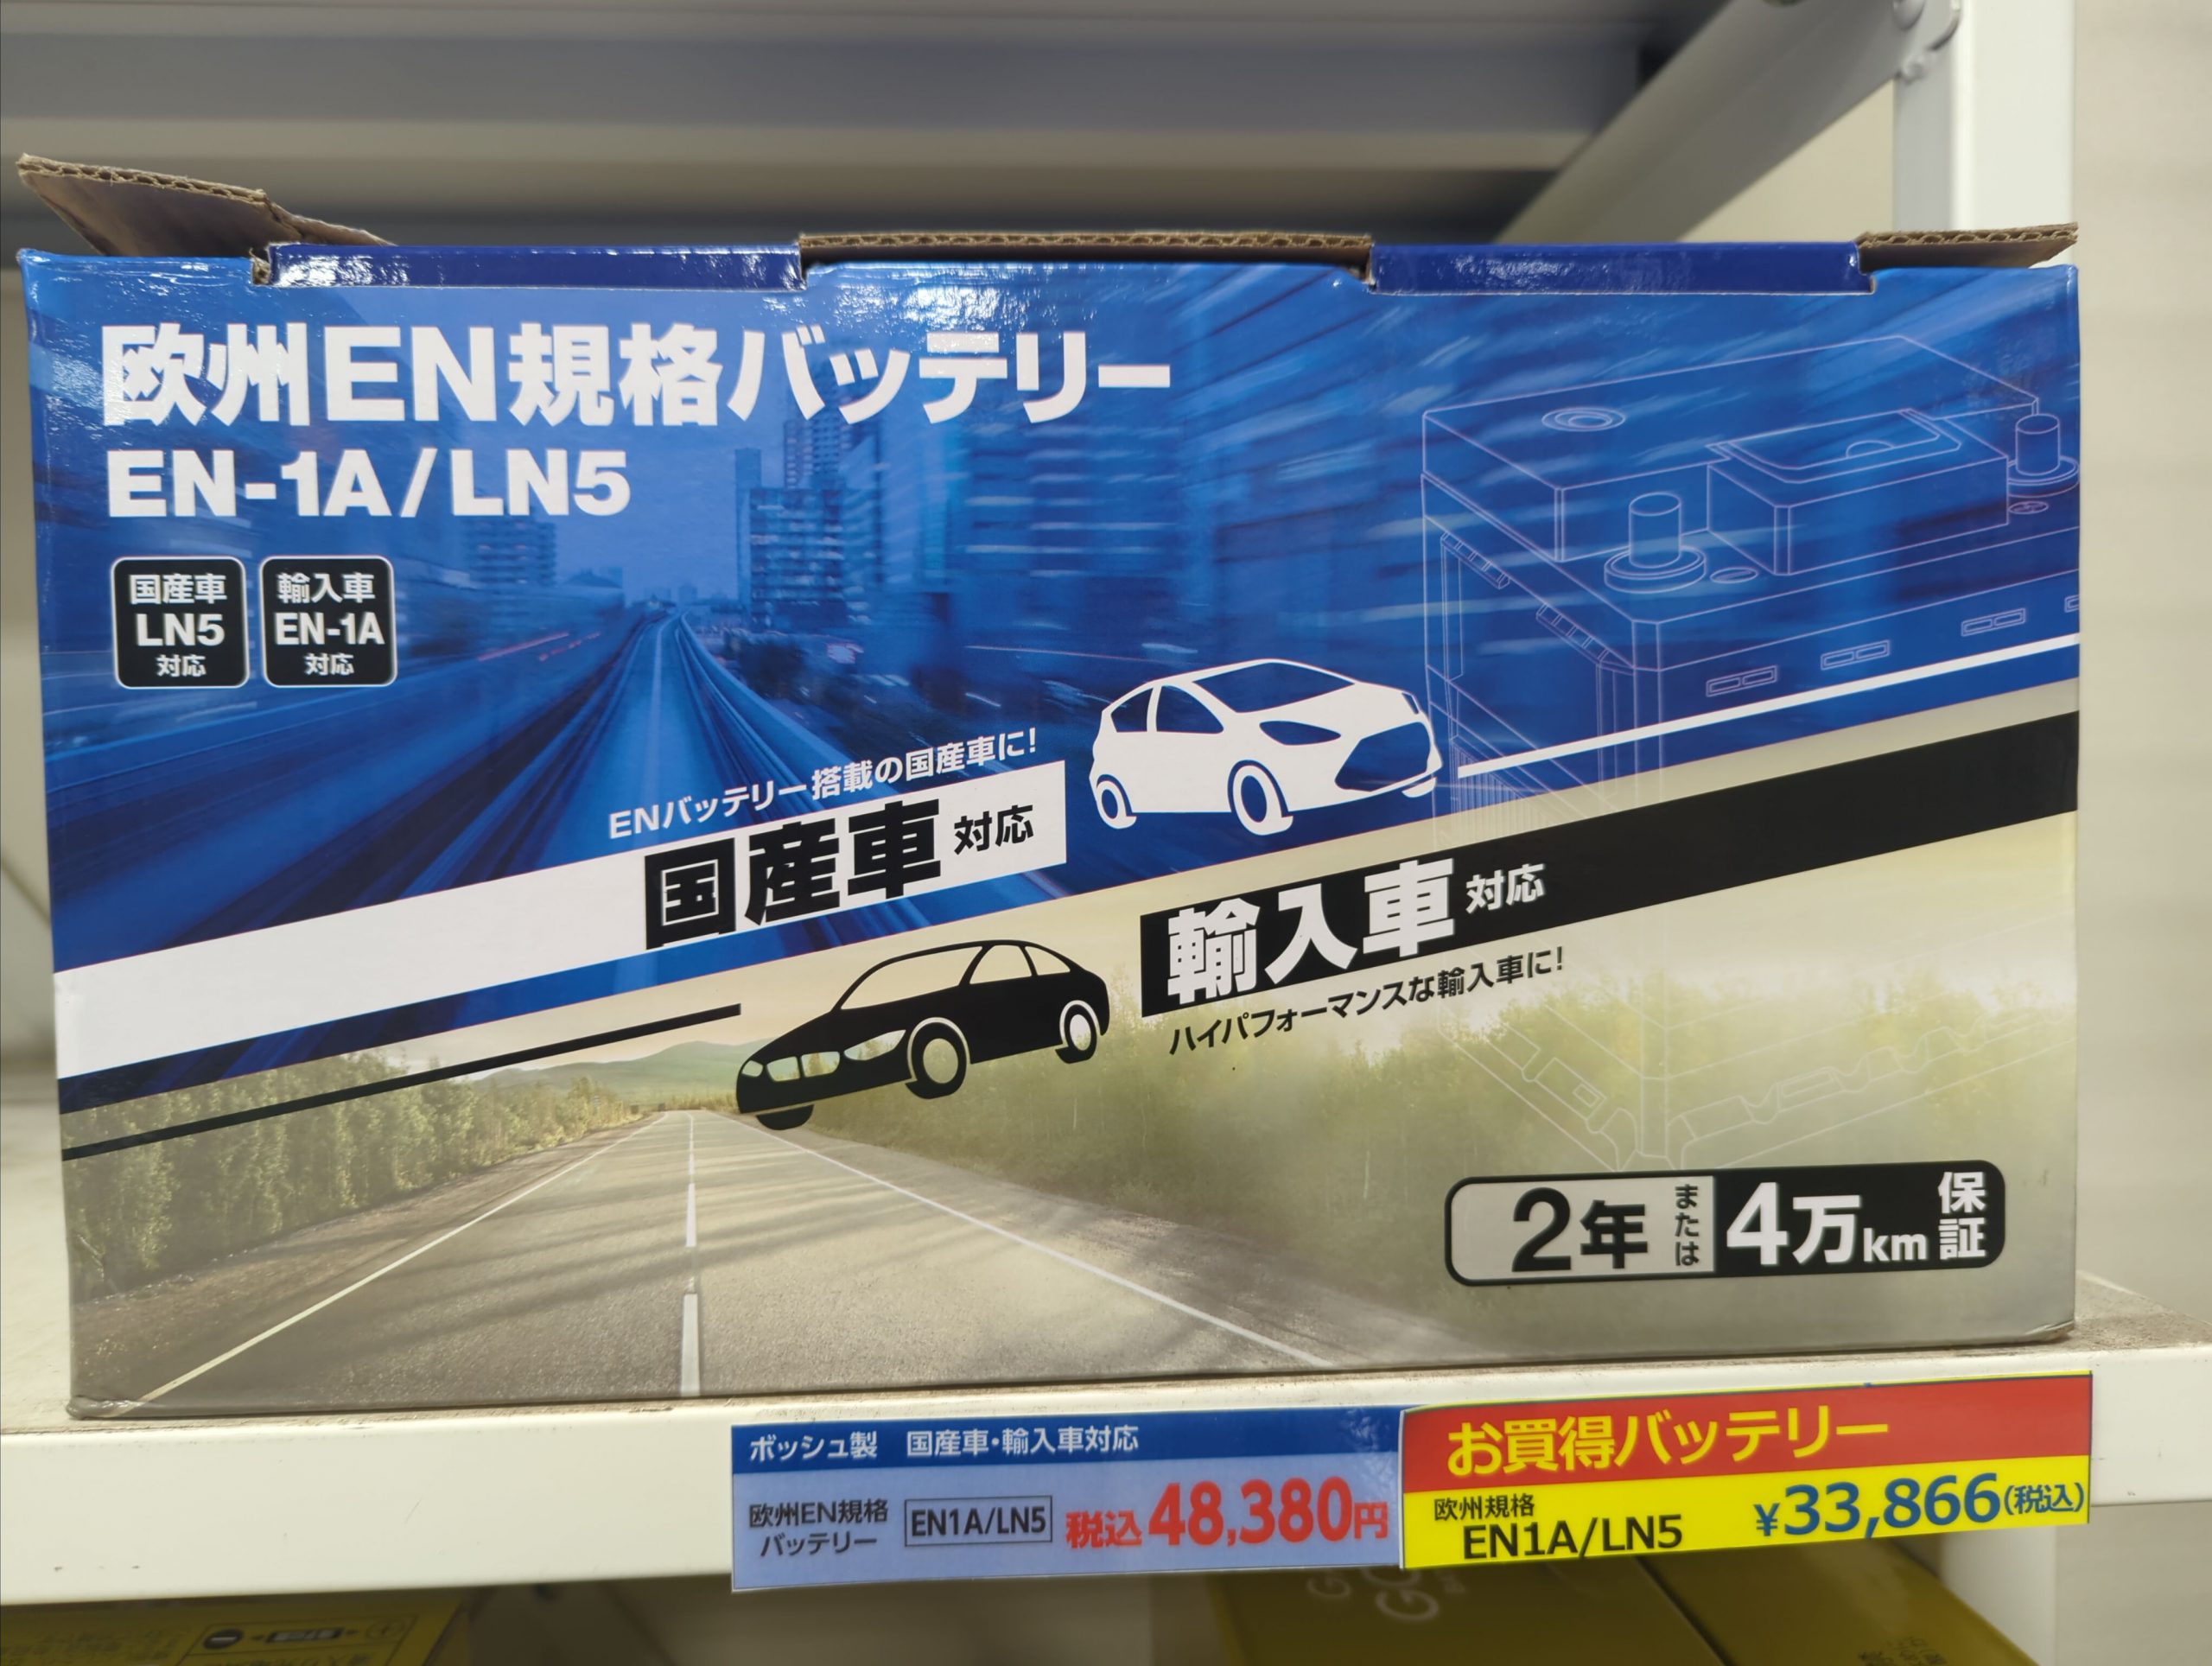 欧州EN規格バッテリー
EN-1A/LN5
国産車
LN5
対応
輸入車
EN-1A
対応
ENバッテリー搭載の国産車に!
国産車 対応
輸入車 対応
ハイパフォーマンスな輸入車に!
2年 または 4万km 保証
ボッシュ製 国産車・輸入車対応
欧州EN規格
バッテリー
EN1A/LN5
税込48,380円
お買得バッテリー
欧州規格
EN1A/LN5
¥33,866(税込)